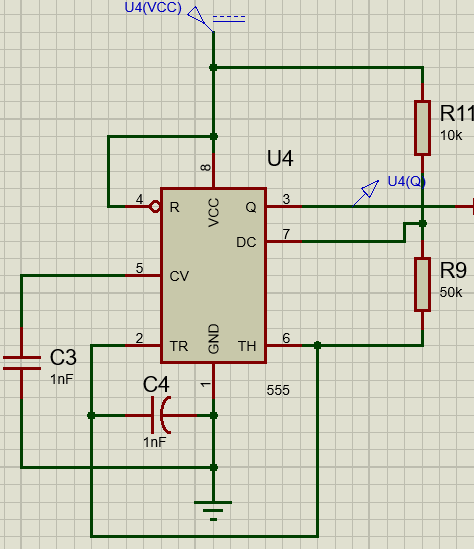 U4(VCC)
R11
10k
U4
8
4
R
VCC
Q
3
U4(Q)
DC
7
5
CV
R9
50k
2
TR
GND
TH
6
C3
1nF
1
C4
1nF
555